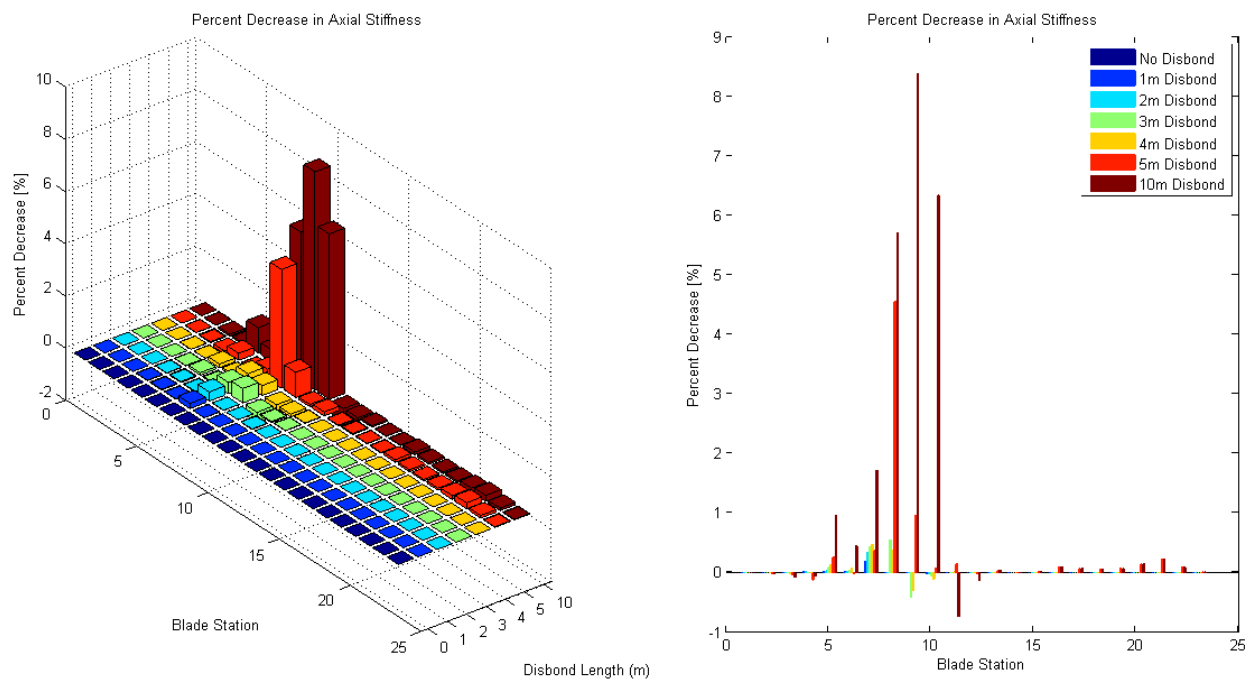 Percent Decrease in Axial Stiffness
10
8
6
4
2
0
-2
Percent Decrease [%]
0
5
10
15
20
25
Blade Station
0
1
2
3
4
5
10
Disbond Length (m)
Percent Decrease in Axial Stiffness
9
8
7
6
5
4
3
2
1
0
-1
Percent Decrease [%]
No Disbond
1m Disbond
2m Disbond
3m Disbond
4m Disbond
5m Disbond
10m Disbond
0
5
10
15
20
25
Blade Station